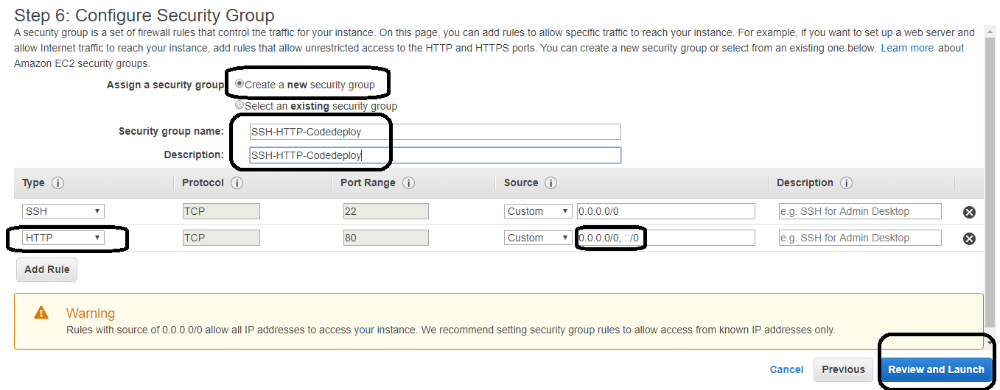 Step 6: Configure Security Group
A security group is a set of firewall rules that control the traffic for your instance. On this page, you can add rules to allow specific traffic to reach your instance. For example, if you want to set up a web server and
allow Internet traffic to reach your instance, add rules that allow unrestricted access to the HTTP and HTTPS ports. You can create a new security group or select from an existing one below. Learn more about
Amazon EC2 security groups.
Assign a security group Create a new security group
Select an existing security group
Security group name: SSH-HTTP-Codedeploy
Description: SSH-HTTP-Codedeploy
Type i Protocol i Port Range i Source i Description i
SSH TCP 22 Custom 0.0.0.0/0 e.g. SSH for Admin Desktop
HTTP TCP 80 Custom 0.0.0.0/0, ::/0 e.g. SSH for Admin Desktop
Add Rule
Warning
Rules with source of 0.0.0.0/0 allow all IP addresses to access your instance. We recommend setting security group rules to allow access from known IP addresses only.
Cancel Previous Review and Launch